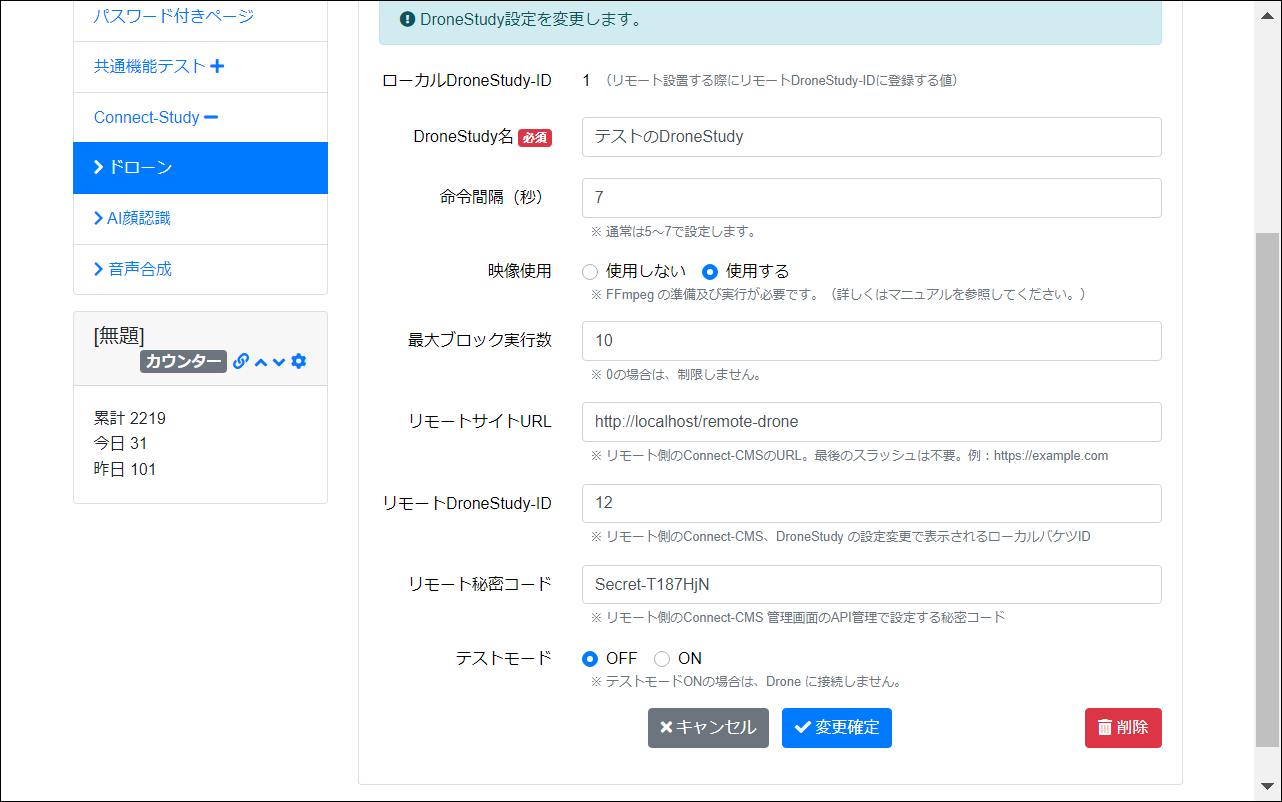 パスワード付きページ
共通機能テスト
Connect-Study
ドローン
AI顔認識
音声合成
[無題]
カウンター
累計 2219
今日 31
昨日 101
DroneStudy設定を変更します。
ローカルDroneStudy-ID 1 （リモート設置する際にリモートDroneStudy-IDに登録する値）
DroneStudy名 必須 テストのDroneStudy
命令間隔（秒） 7
※ 通常は5～7で設定します。
映像使用 使用しない 使用する
※ FFmpeg の準備及び実行が必要です。（詳しくはマニュアルを参照してください。）
最大ブロック実行数 10
※ 0の場合は、制限しません。
リモートサイトURL http://localhost/remote-drone
※ リモート側のConnect-CMSのURL。最後のスラッシュは不要。例：https://example.com
リモートDroneStudy-ID 12
※ リモート側のConnect-CMS、DroneStudy の設定変更で表示されるローカルバケツID
リモート秘密コード Secret-T187HjN
※ リモート側のConnect-CMS 管理画面のAPI管理で設定する秘密コード
テストモード OFF ON
※ テストモードONの場合は、Drone に接続しません。
キャンセル 変更確定 削除